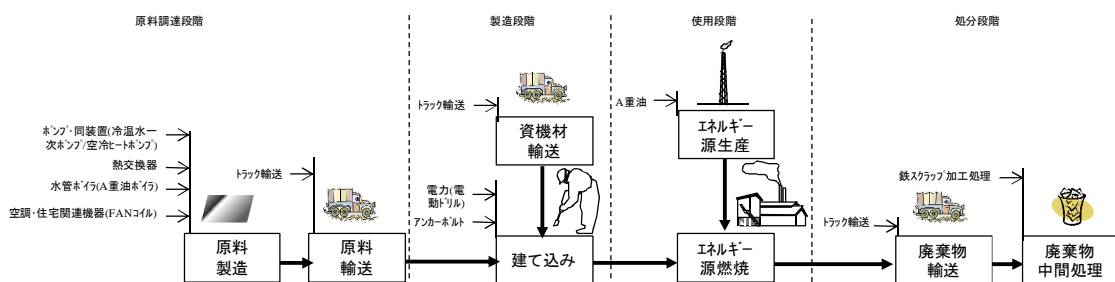 原料調達段階
製造段階
使用段階
処分段階
ﾎﾟﾝﾌﾟ･同装置(冷温水一
次ﾎﾟﾝﾌﾟ/空冷ﾋｰﾄﾎﾟﾝﾌﾟ)
熱交換器
水管ﾎﾞｲﾗ(A重油ﾎﾞｲﾗ)
空調･住宅関連機器(FANｺｲﾙ)
原料
製造
ﾄﾗｯｸ輸送
原料
輸送
ﾄﾗｯｸ輸送
資機材
輸送
電力(電
動ﾄﾞﾘﾙ)
ｱﾝｶｰﾎﾞﾙﾄ
建て込み
A重油
ｴﾈﾙｷﾞｰ
源生産
ｴﾈﾙｷﾞｰ
源燃焼
ﾄﾗｯｸ輸送
廃棄物
輸送
鉄ｽｸﾗｯﾌﾟ加工処理
廃棄物
中間処理